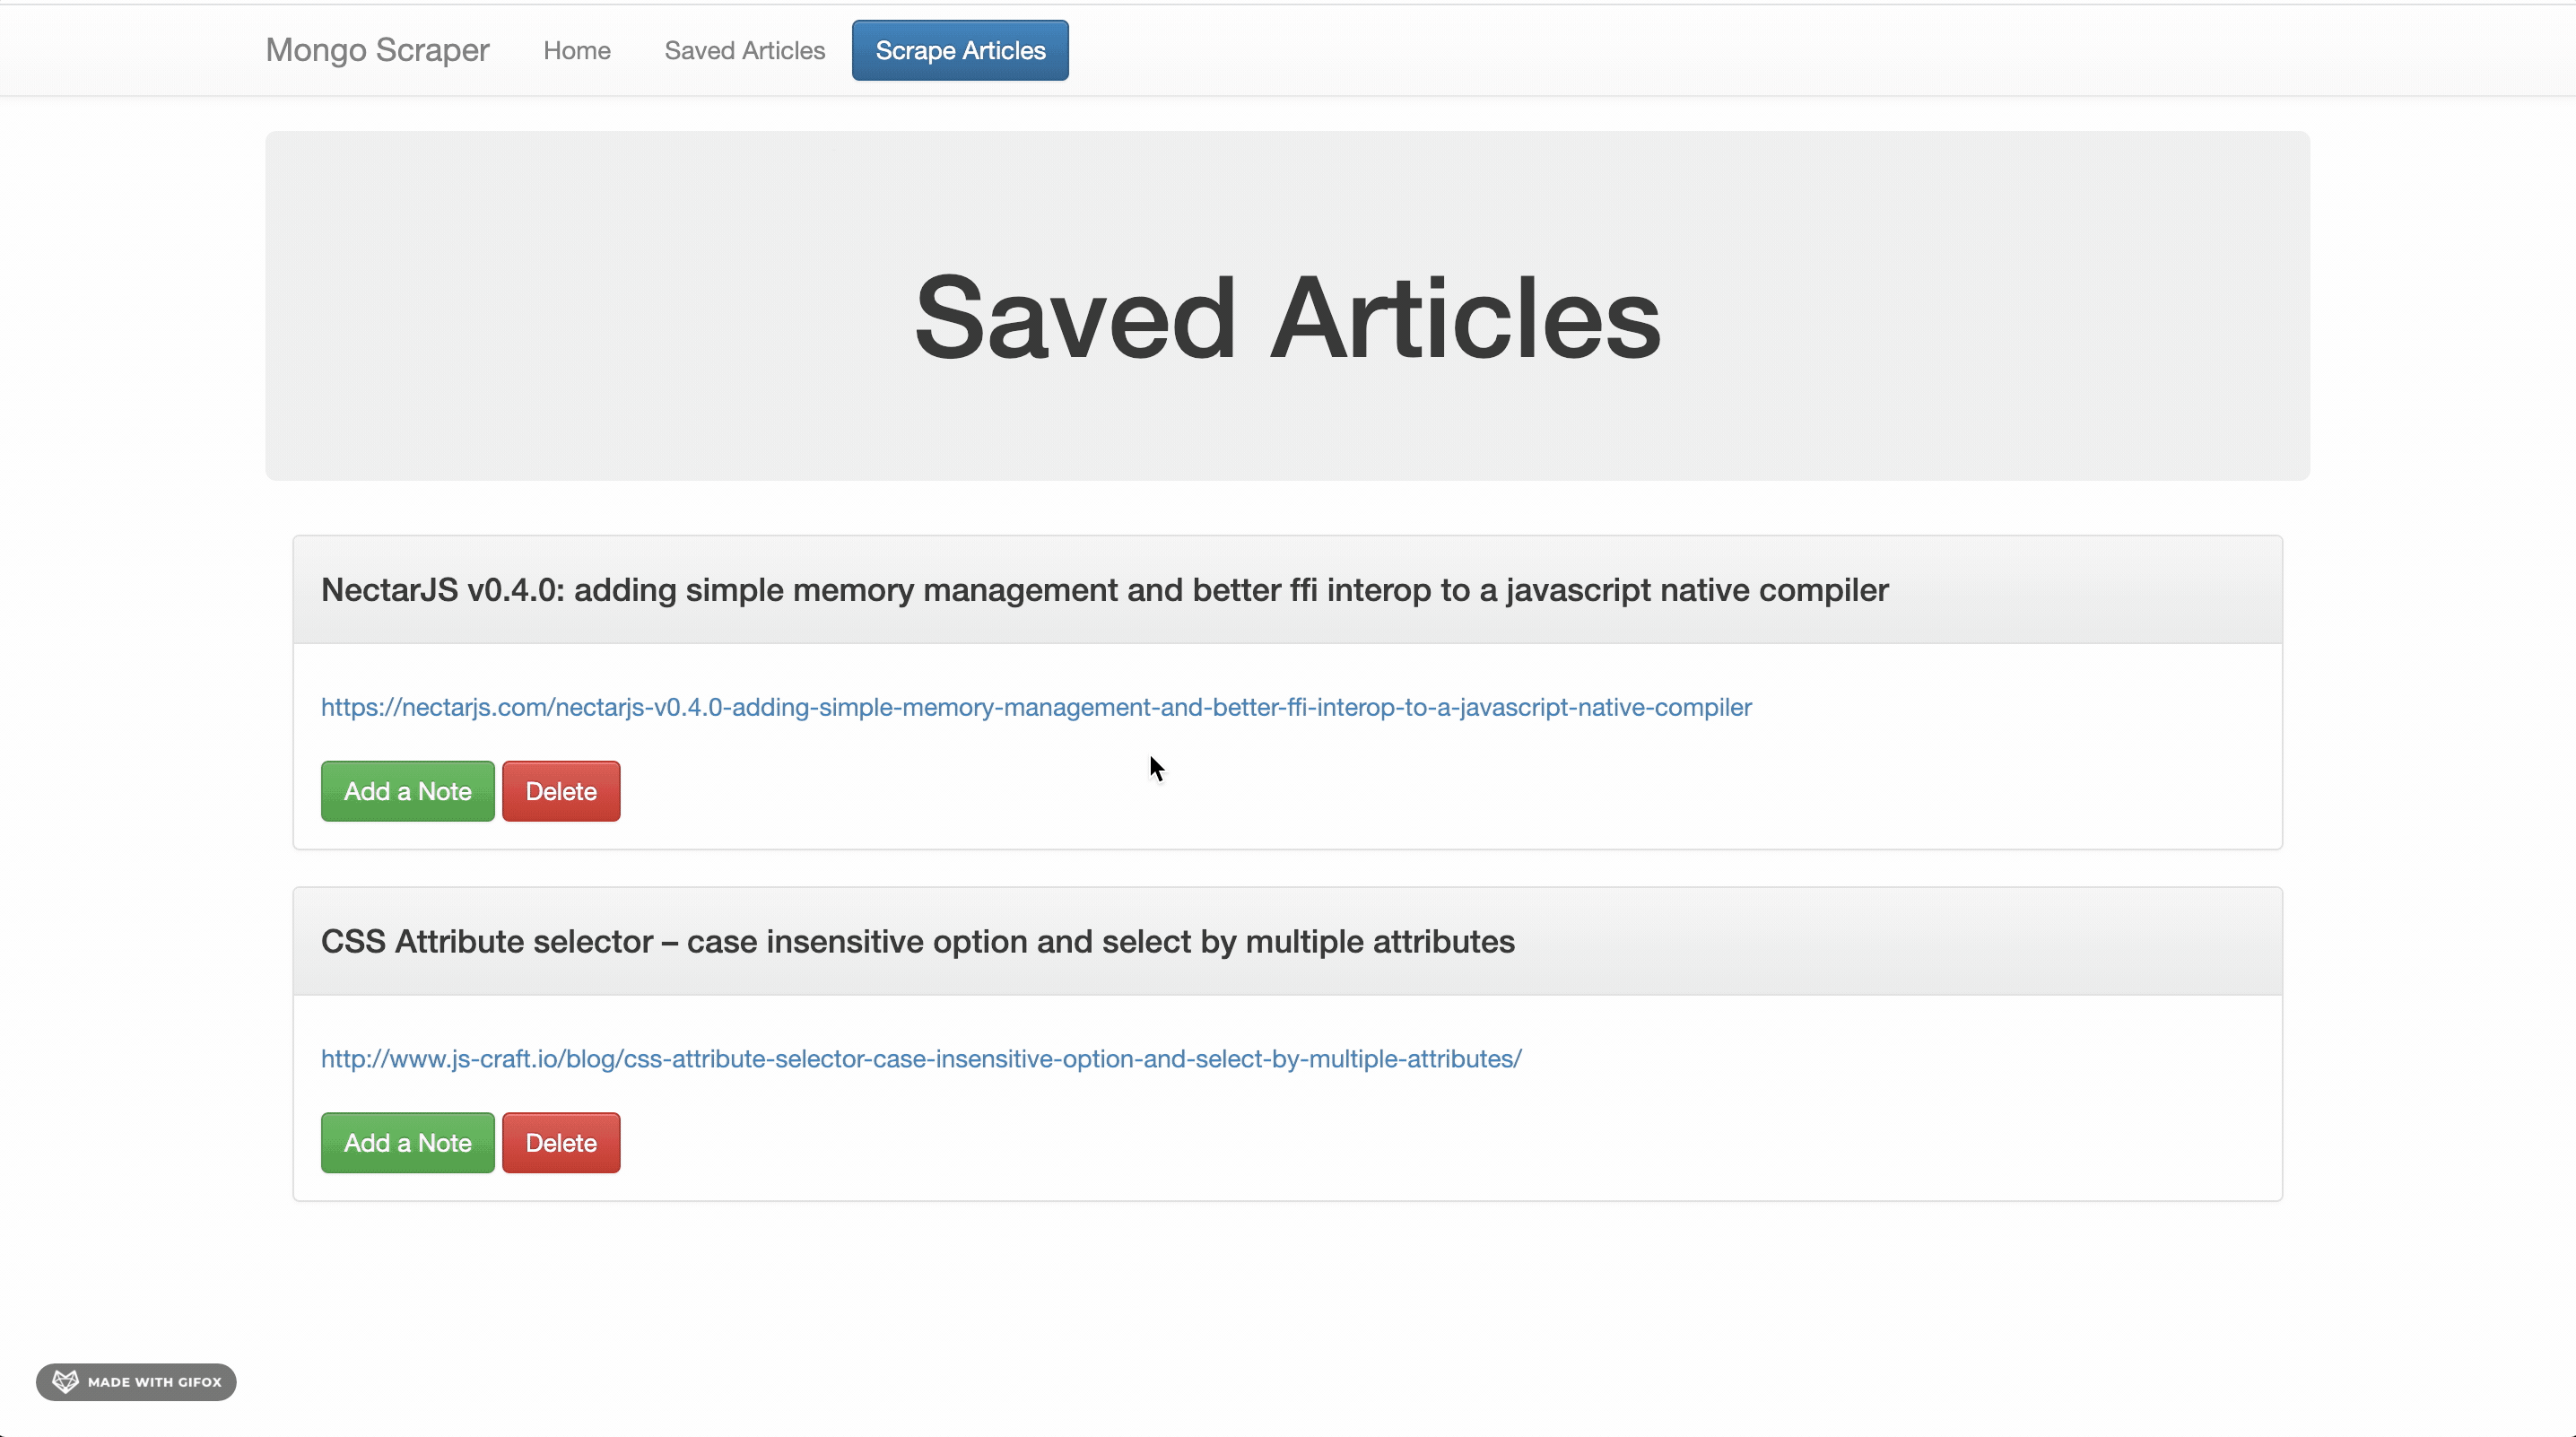 Mongo Scraper Home Saved Articles Scrape Articles
Saved Articles
NectarJS v0.4.0: adding simple memory management and better ffi interop to a javascript native compiler
https://nectarjs.com/nectarjs-v0.4.0-adding-simple-memory-management-and-better-ffi-interop-to-a-javascript-native-compiler
Add a Note Delete
CSS Attribute selector – case insensitive option and select by multiple attributes
http://www.js-craft.io/blog/css-attribute-selector-case-insensitive-option-and-select-by-multiple-attributes/
Add a Note Delete
MADE WITH GIFOX